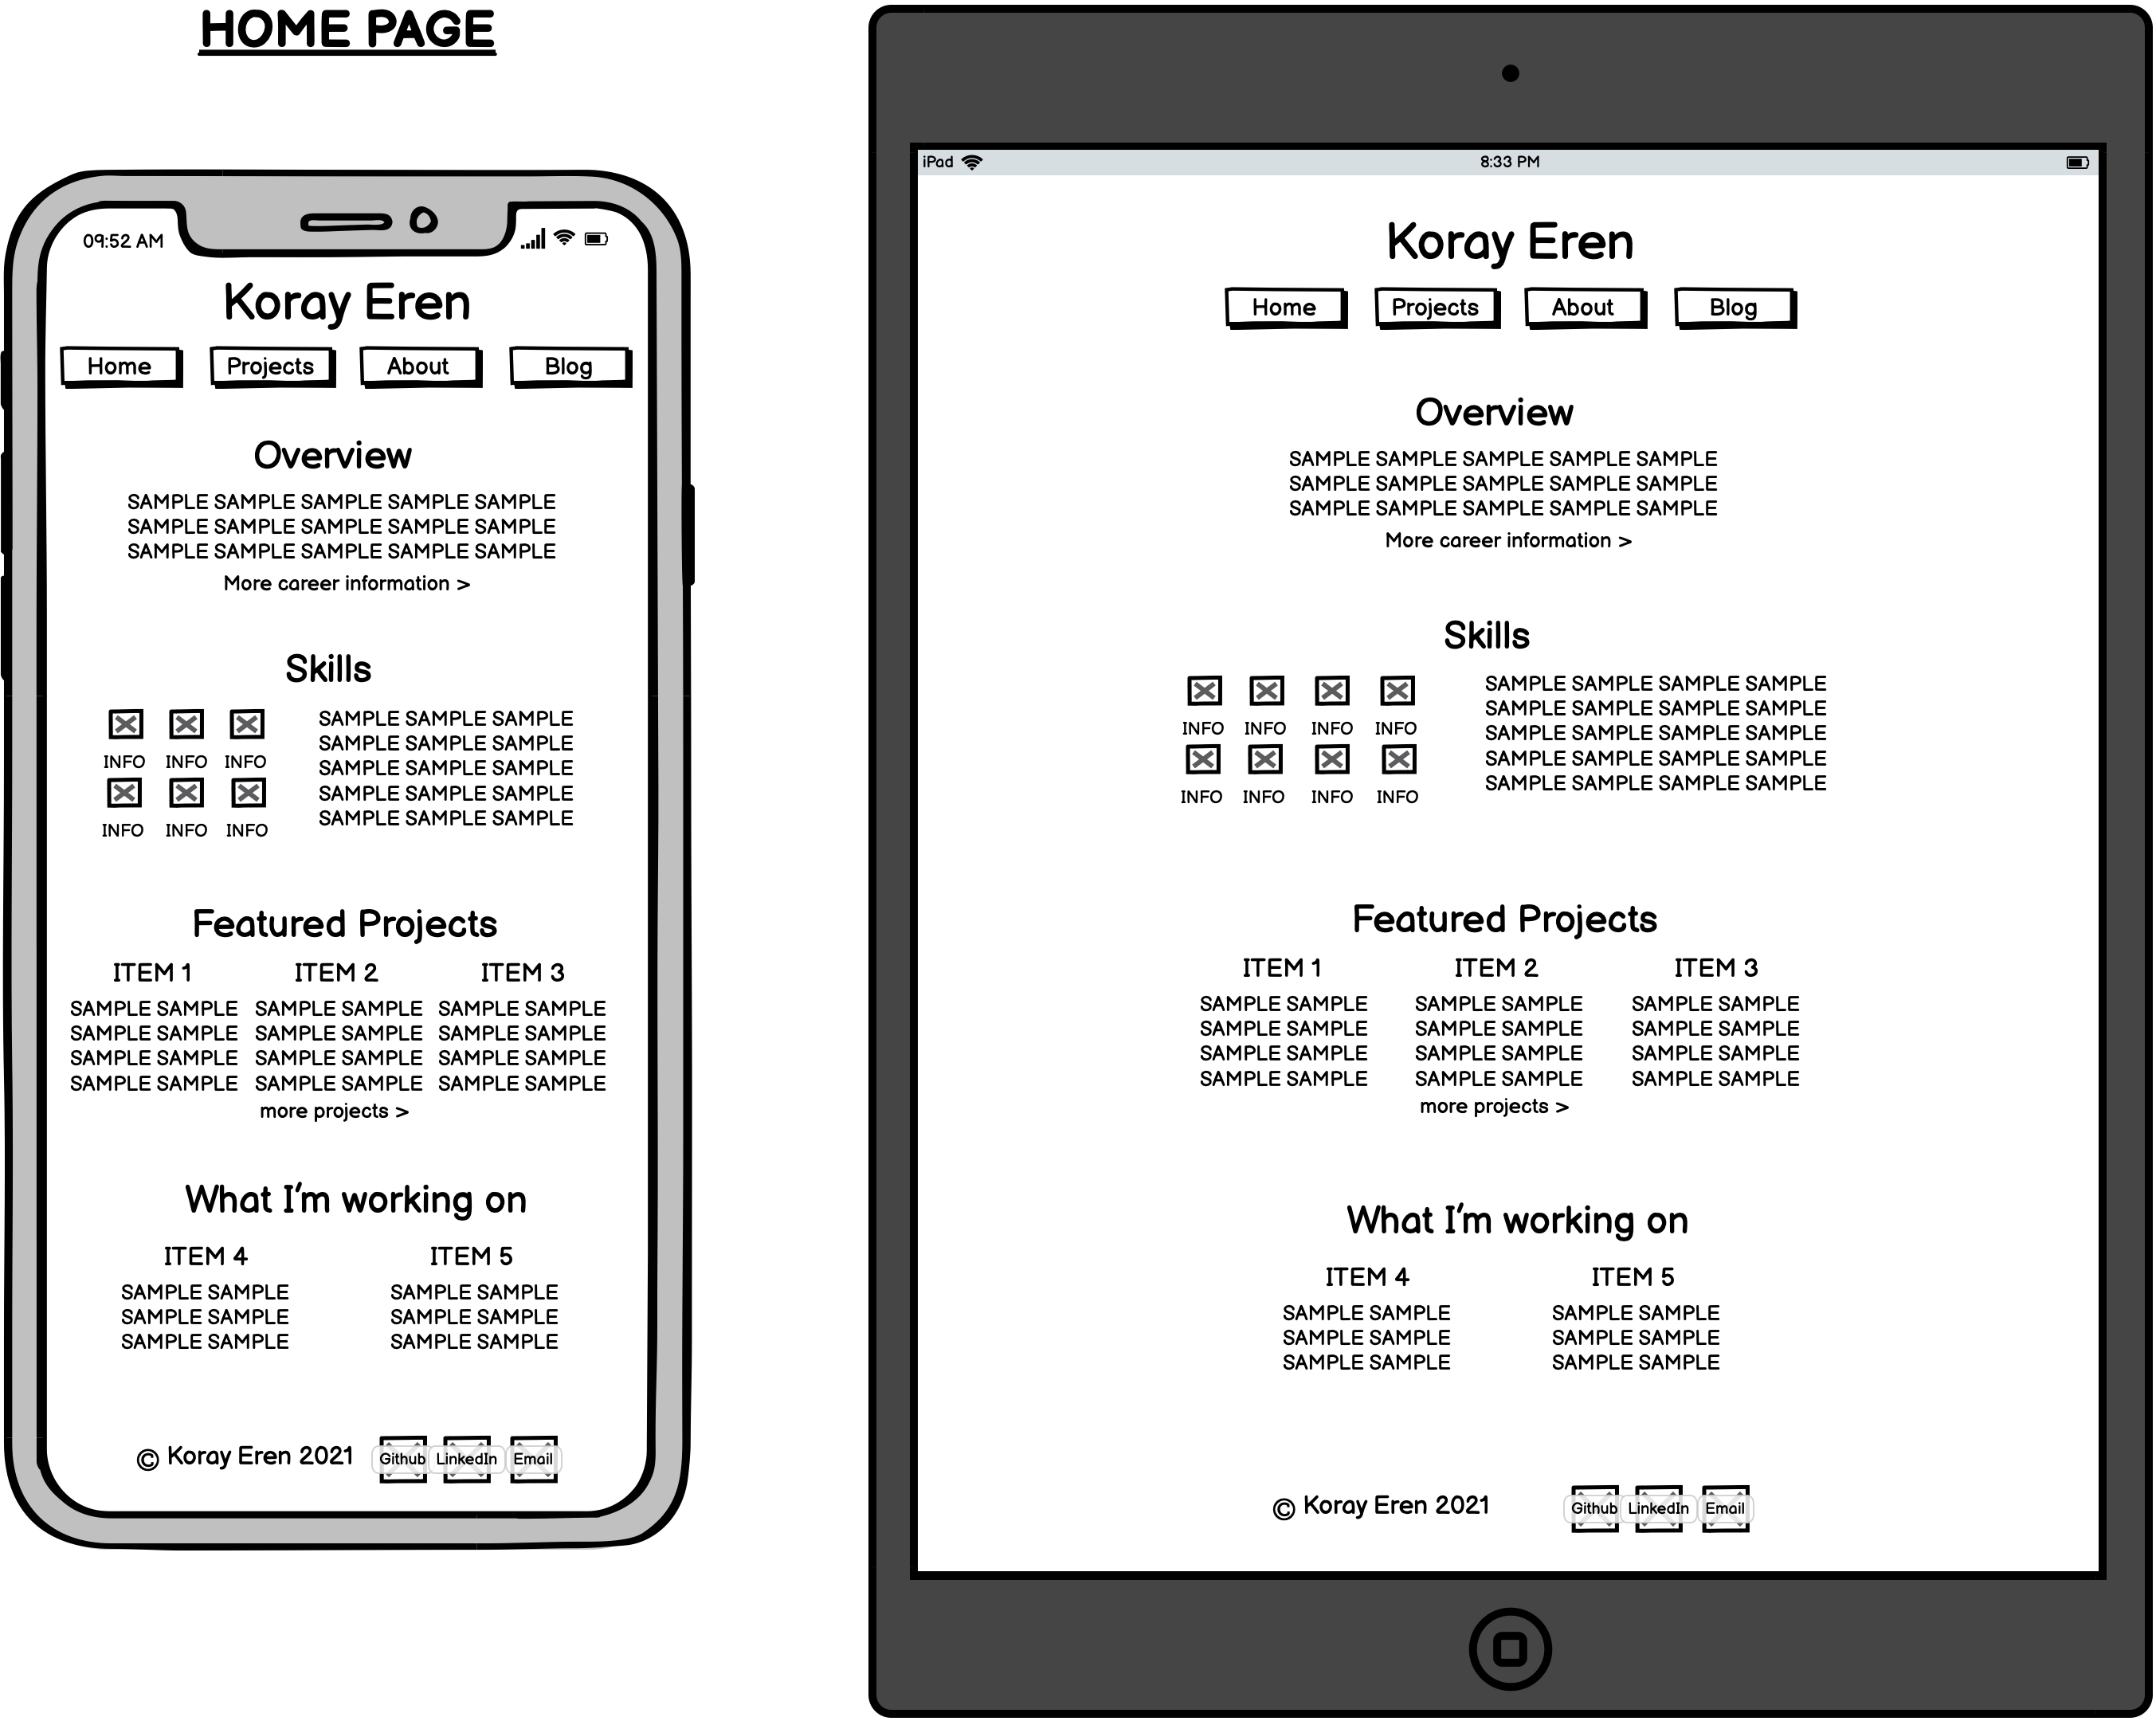 HOME PAGE
09:52 AM
Koray Eren
Home Projects About Blog
Overview
SAMPLE SAMPLE SAMPLE SAMPLE SAMPLE
SAMPLE SAMPLE SAMPLE SAMPLE SAMPLE
SAMPLE SAMPLE SAMPLE SAMPLE SAMPLE
More career information >
Skills
INFO INFO INFO
INFO INFO INFO
SAMPLE SAMPLE SAMPLE
SAMPLE SAMPLE SAMPLE
SAMPLE SAMPLE SAMPLE
SAMPLE SAMPLE SAMPLE
SAMPLE SAMPLE SAMPLE
Featured Projects
ITEM 1
SAMPLE SAMPLE
SAMPLE SAMPLE
SAMPLE SAMPLE
SAMPLE SAMPLE
ITEM 2
SAMPLE SAMPLE
SAMPLE SAMPLE
SAMPLE SAMPLE
SAMPLE SAMPLE
ITEM 3
SAMPLE SAMPLE
SAMPLE SAMPLE
SAMPLE SAMPLE
SAMPLE SAMPLE
more projects >
What I'm working on
ITEM 4
SAMPLE SAMPLE
SAMPLE SAMPLE
SAMPLE SAMPLE
ITEM 5
SAMPLE SAMPLE
SAMPLE SAMPLE
SAMPLE SAMPLE
© Koray Eren 2021 Github LinkedIn Email
iPad 8:33 PM
Koray Eren
Home Projects About Blog
Overview
SAMPLE SAMPLE SAMPLE SAMPLE SAMPLE
SAMPLE SAMPLE SAMPLE SAMPLE SAMPLE
SAMPLE SAMPLE SAMPLE SAMPLE SAMPLE
More career information >
Skills
INFO INFO INFO INFO
INFO INFO INFO INFO
SAMPLE SAMPLE SAMPLE SAMPLE
SAMPLE SAMPLE SAMPLE SAMPLE
SAMPLE SAMPLE SAMPLE SAMPLE
SAMPLE SAMPLE SAMPLE SAMPLE
SAMPLE SAMPLE SAMPLE SAMPLE
Featured Projects
ITEM 1
SAMPLE SAMPLE
SAMPLE SAMPLE
SAMPLE SAMPLE
SAMPLE SAMPLE
ITEM 2
SAMPLE SAMPLE
SAMPLE SAMPLE
SAMPLE SAMPLE
SAMPLE SAMPLE
ITEM 3
SAMPLE SAMPLE
SAMPLE SAMPLE
SAMPLE SAMPLE
SAMPLE SAMPLE
more projects >
What I'm working on
ITEM 4
SAMPLE SAMPLE
SAMPLE SAMPLE
SAMPLE SAMPLE
ITEM 5
SAMPLE SAMPLE
SAMPLE SAMPLE
SAMPLE SAMPLE
© Koray Eren 2021 Github LinkedIn Email